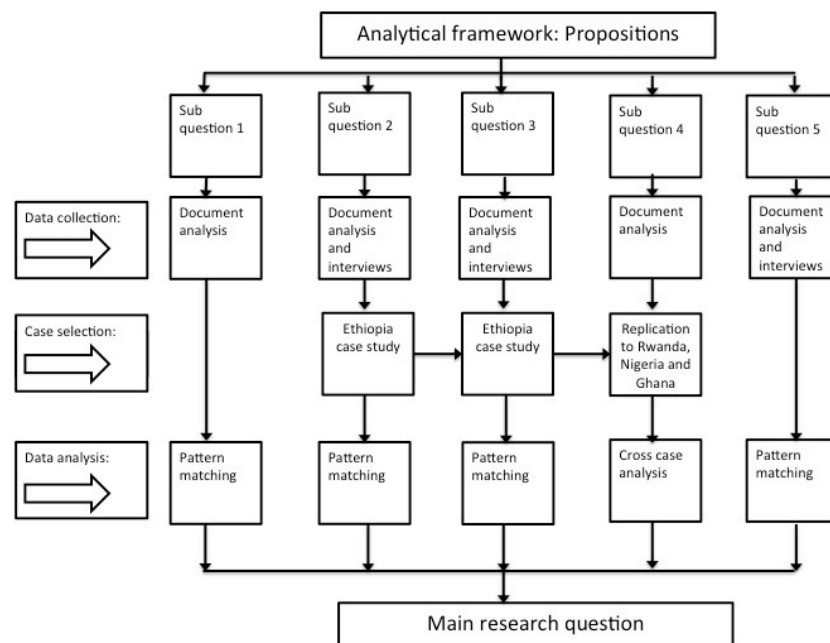 Analytical framework: Propositions
Sub
question 1
Sub
question 2
Sub
question 3
Sub
question 4
Sub
question 5
Data collection:
Document
analysis
Document
analysis
and
interviews
Document
analysis
and
interviews
Document
analysis
Document
analysis
and
interviews
Case selection:
Ethiopia
case study
Ethiopia
case study
Replication
to Rwanda,
Nigeria and
Ghana
Data analysis:
Pattern
matching
Pattern
matching
Pattern
matching
Cross case
analysis
Pattern
matching
Main research question